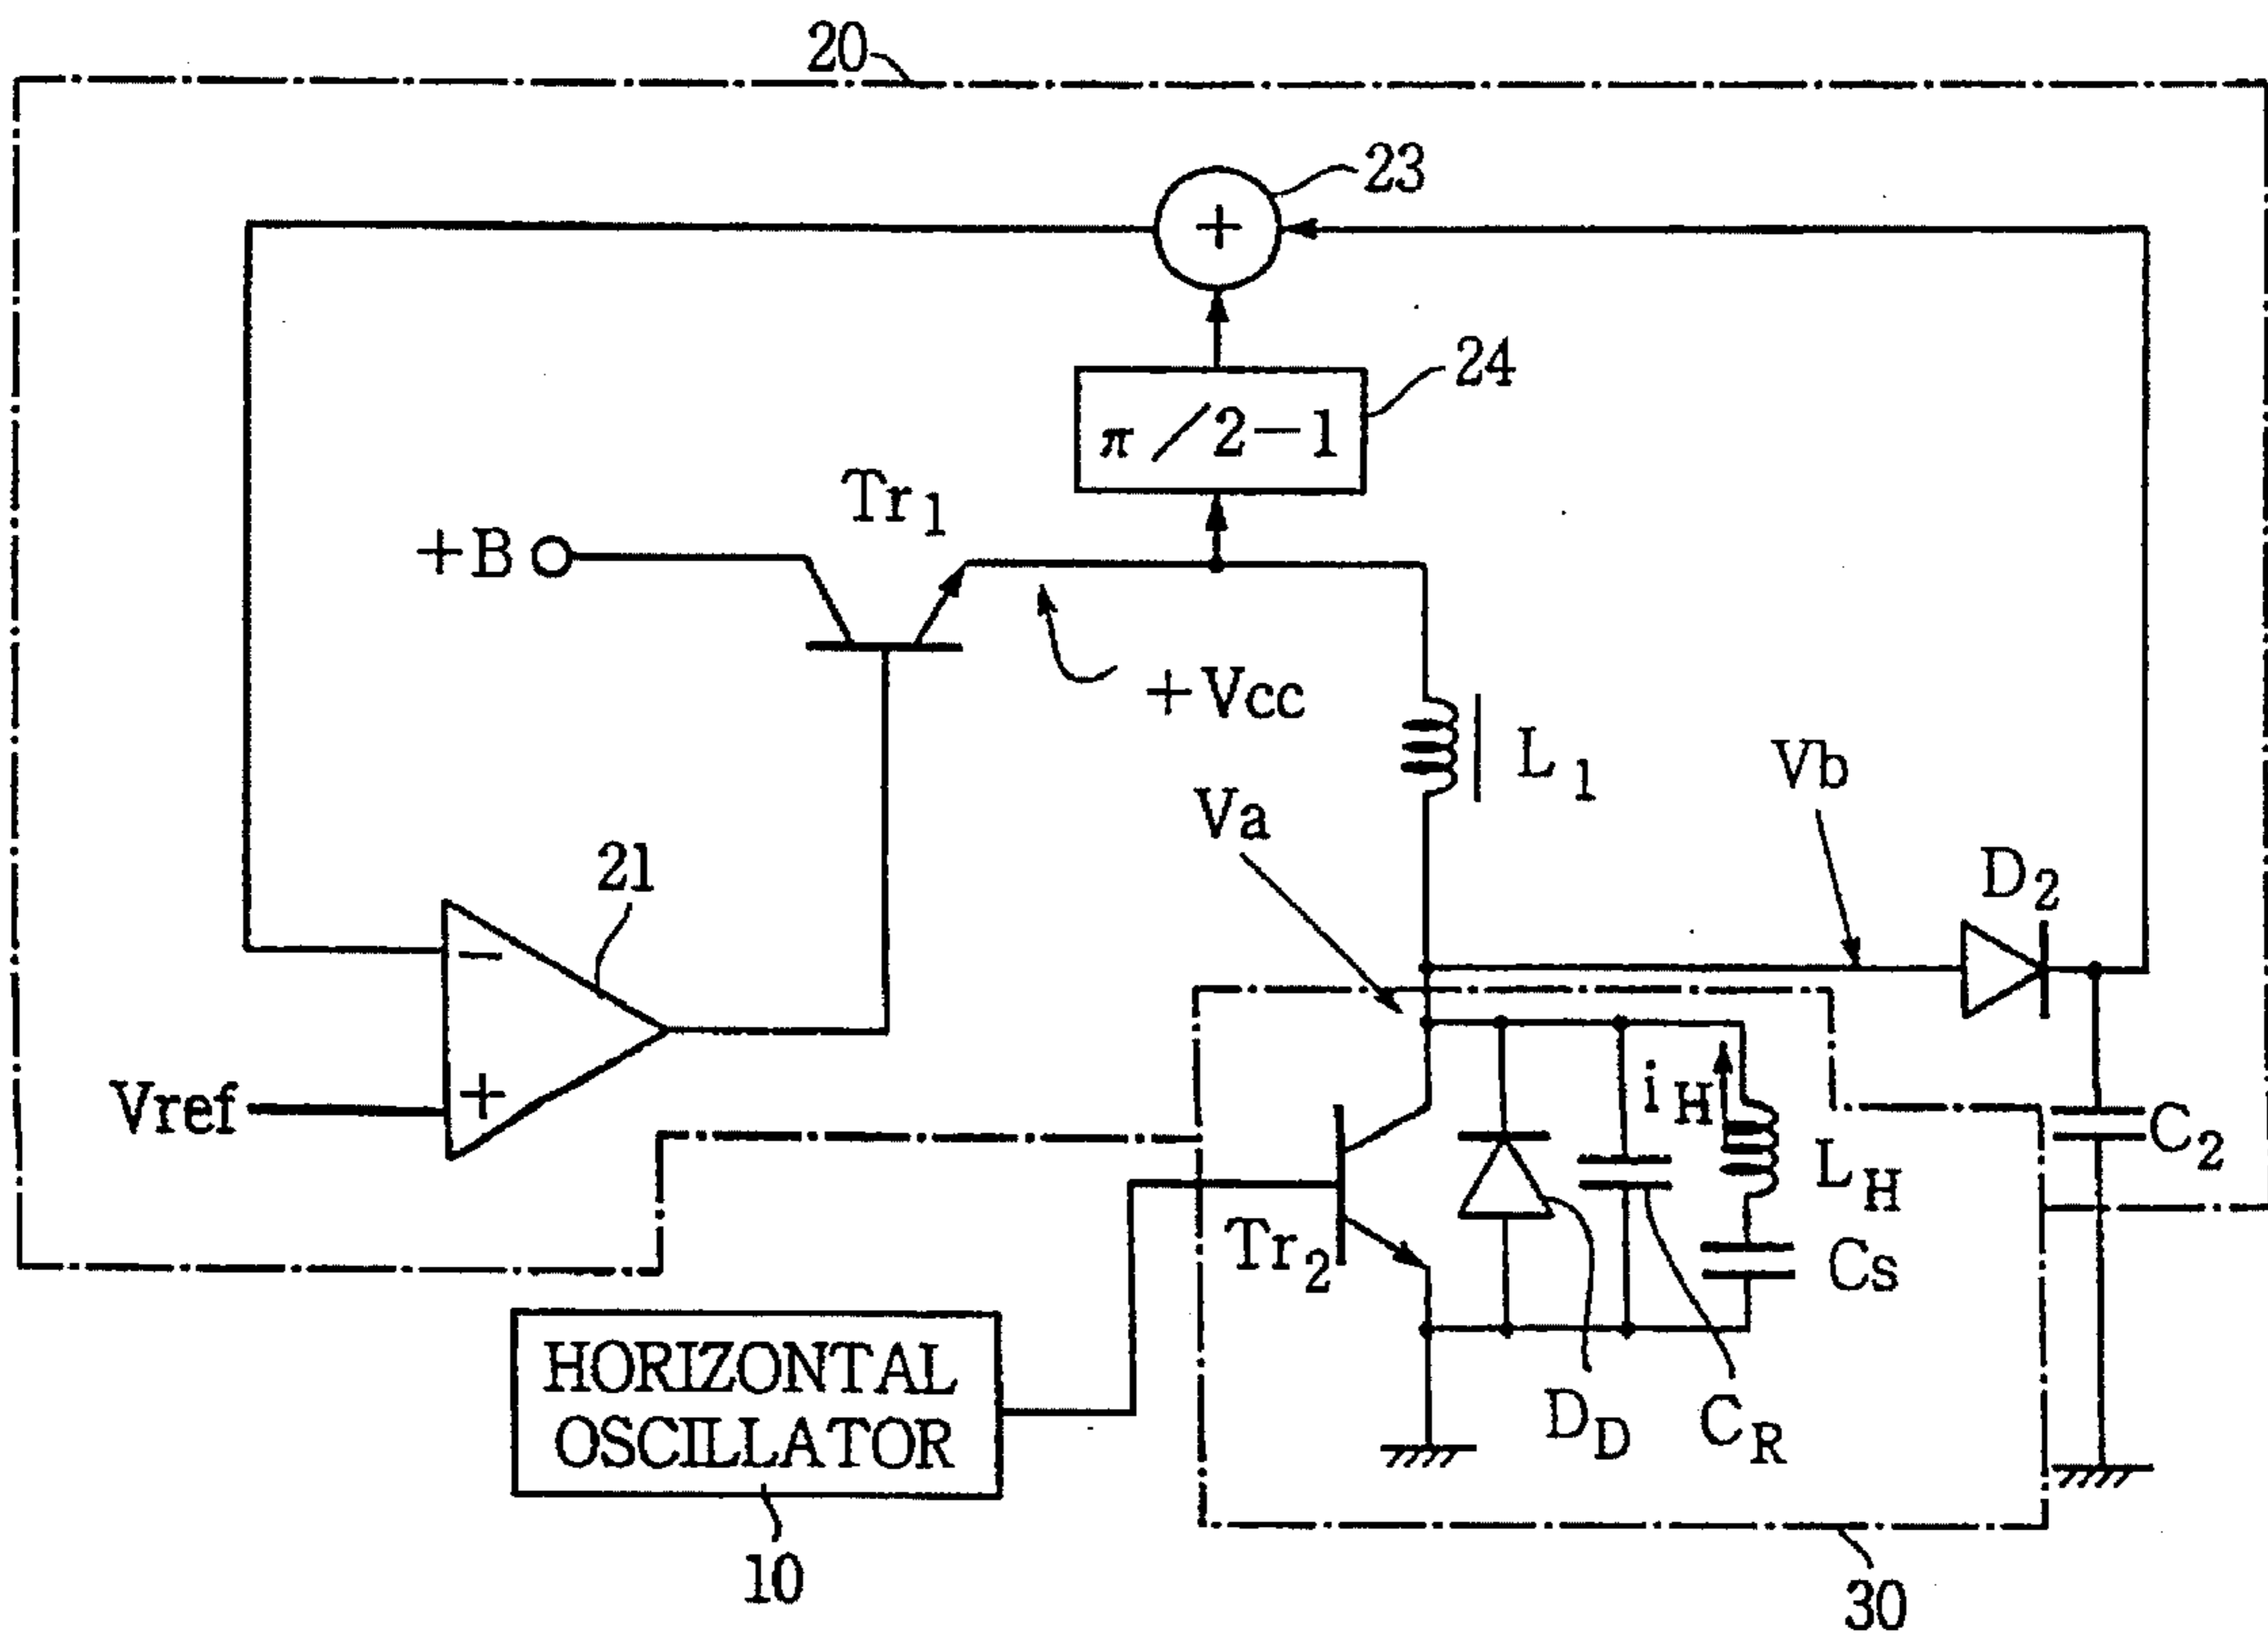 20
23
+
24
π/2-1
Tr1
+B
+Vcc
L1
Vb
Va
D2
21
-
+
Vref
iH
LH
C2
Tr2
Cs
HORIZONTAL
OSCILLATOR
DD
CR
10
30